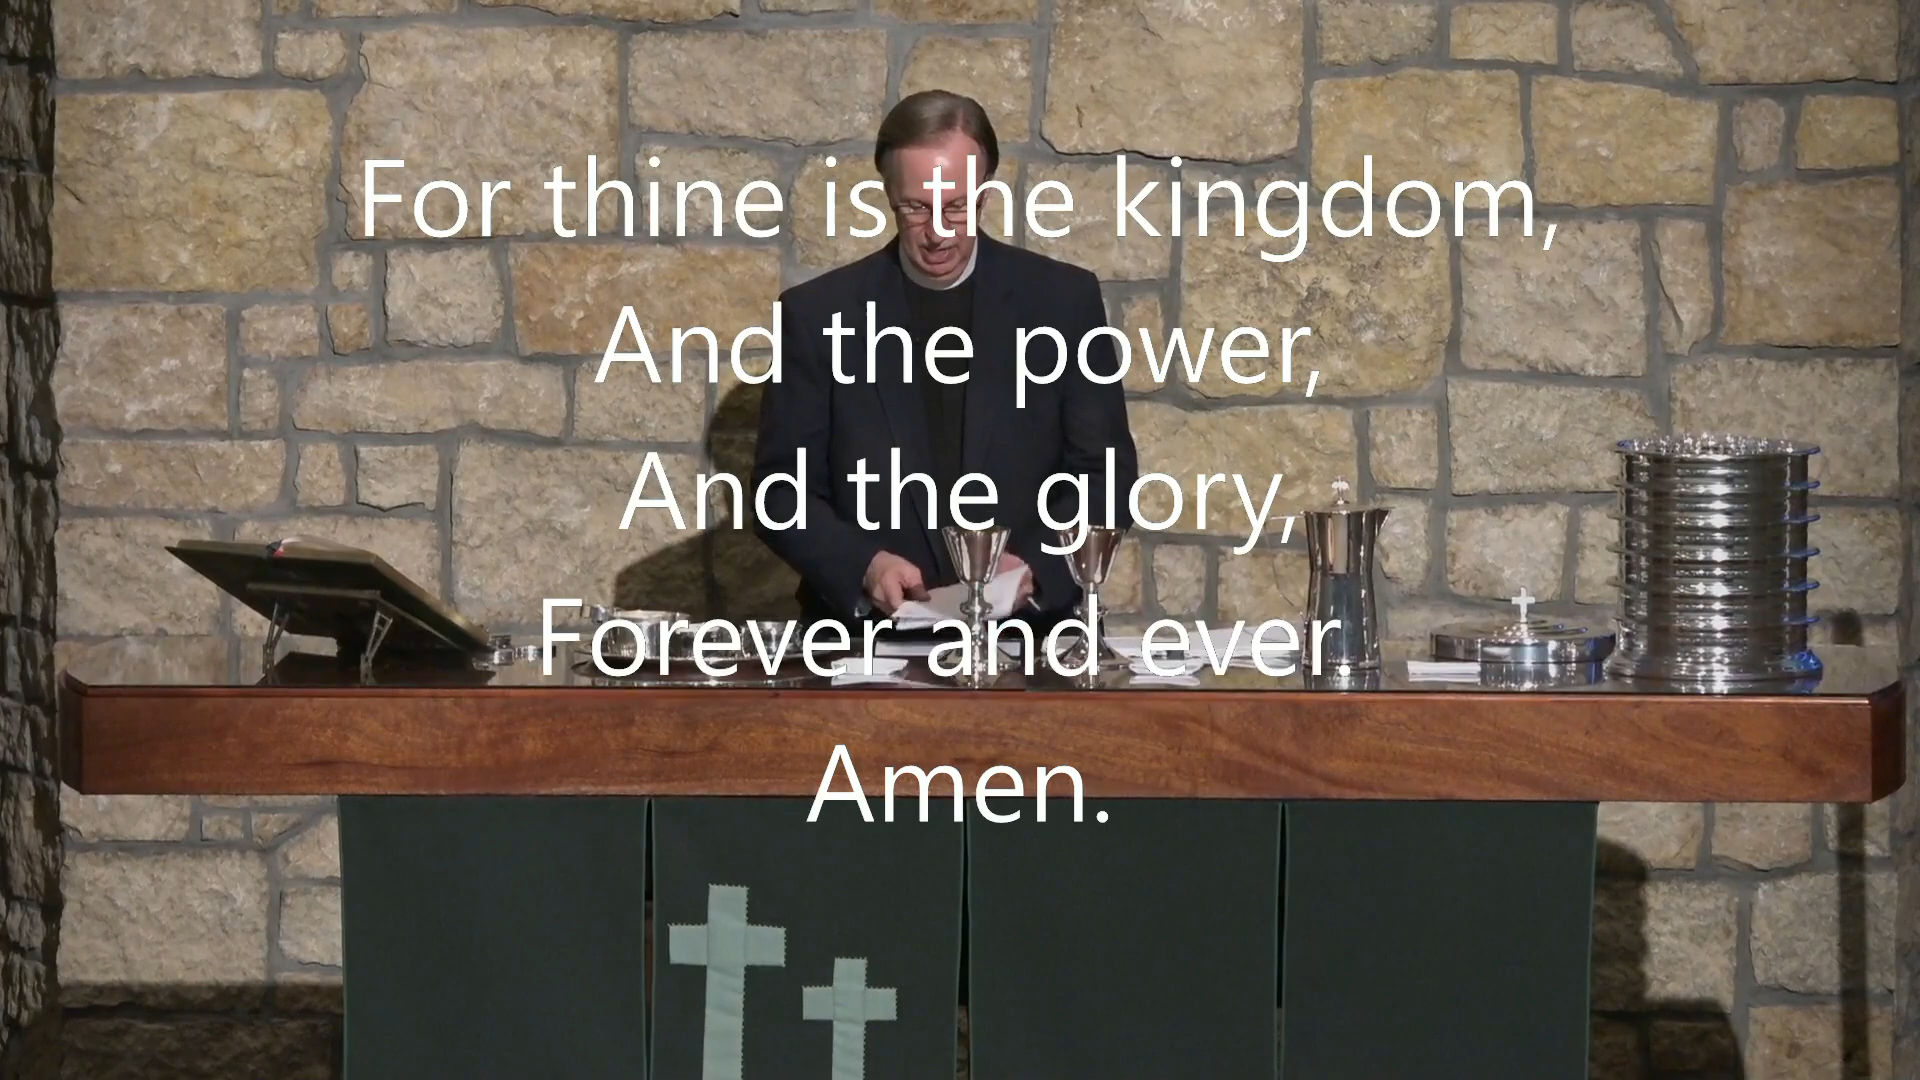 For thine is the kingdom,
And the power,
And the glory,
Forever and ever.
Amen.